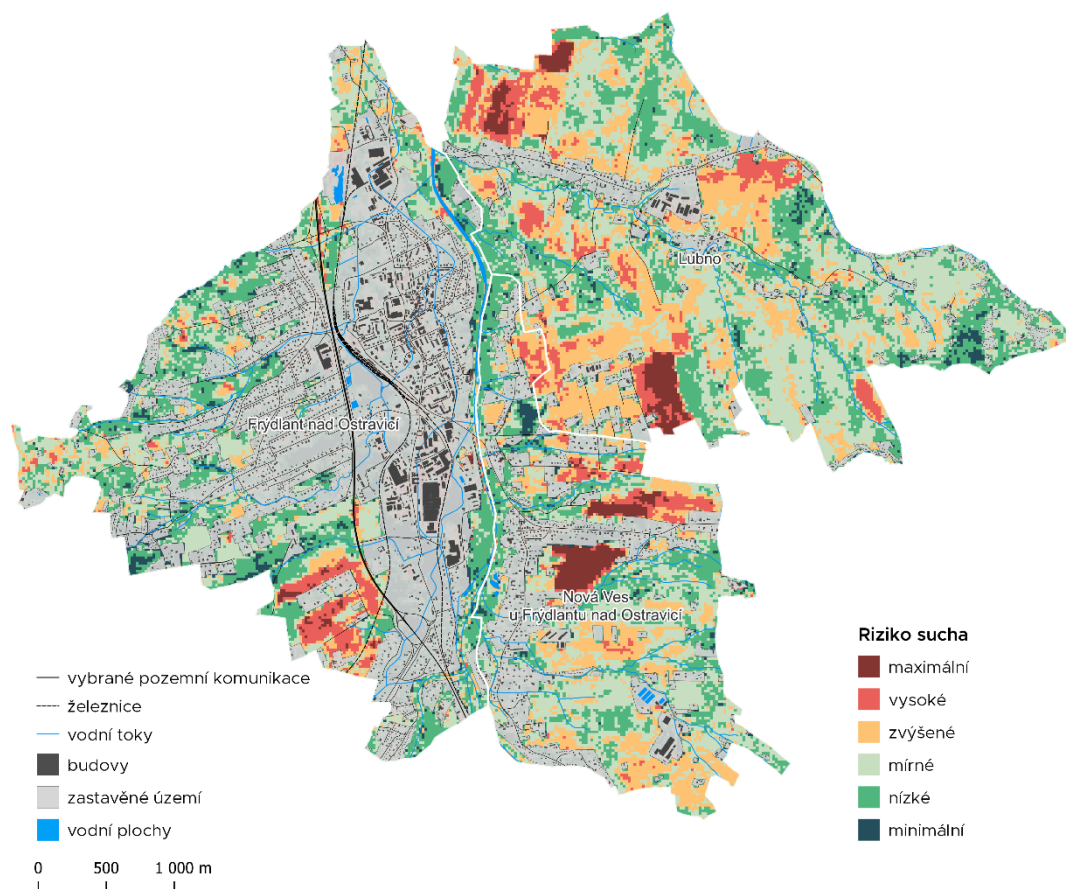 Lubno
Frýdlant nad Ostravicí
Nová Ves
u Frýdlantu nad Ostravicí
vybrané pozemní komunikace
železnice
vodní toky
budovy
zastavěné území
vodní plochy
0 500 1 000 m
Riziko sucha
maximální
vysoké
zvýšené
mírné
nízké
minimální